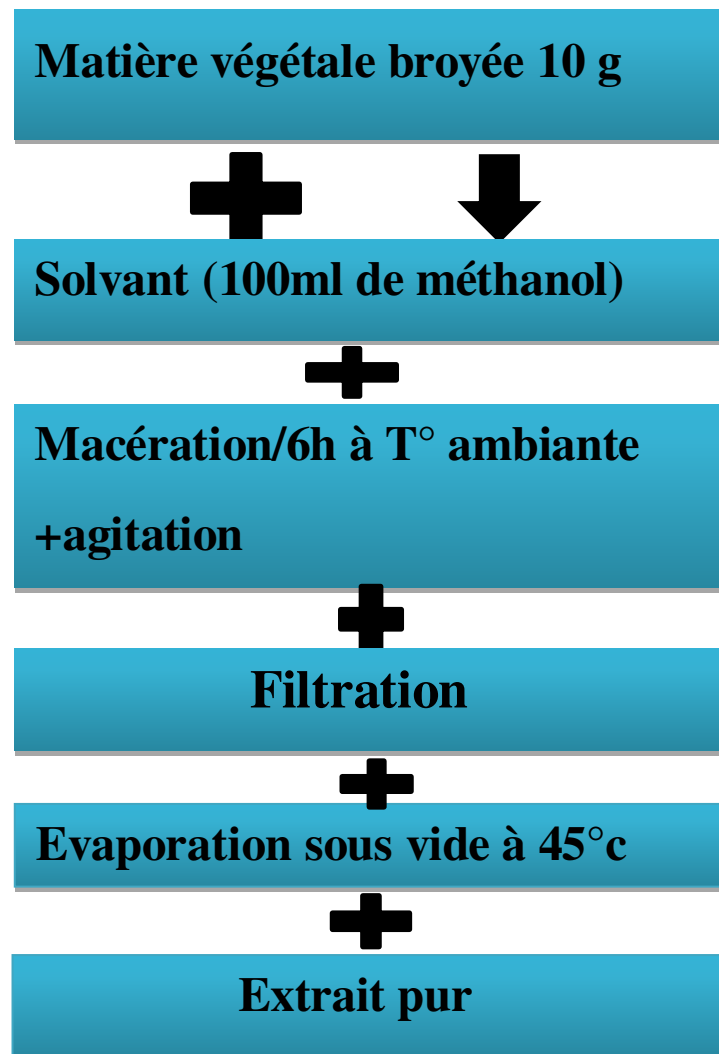 Matière végétale broyée 10 g
Solvant (100ml de méthanol)
Macération/6h à T° ambiante
+agitation
Filtration
Evaporation sous vide à 45°c
Extrait pur